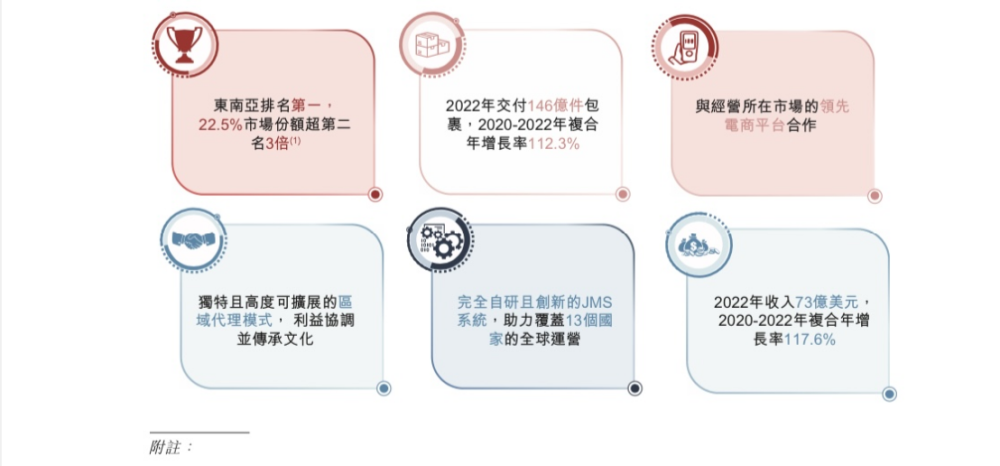 東南亞排名第一，
22.5%市場份額超第二
名3倍(1)
2022年交付146億件包
裹，2020-2022年複合
年增長率112.3%
與經營所在市場的領先
電商平台合作
獨特且高度可擴展的區
域代理模式， 利益協調
並傳承文化
完全自研且創新的JMS
系統，助力覆蓋13個國
家的全球運營
2022年收入73億美元，
2020-2022年複合年增
長率117.6%
附註：